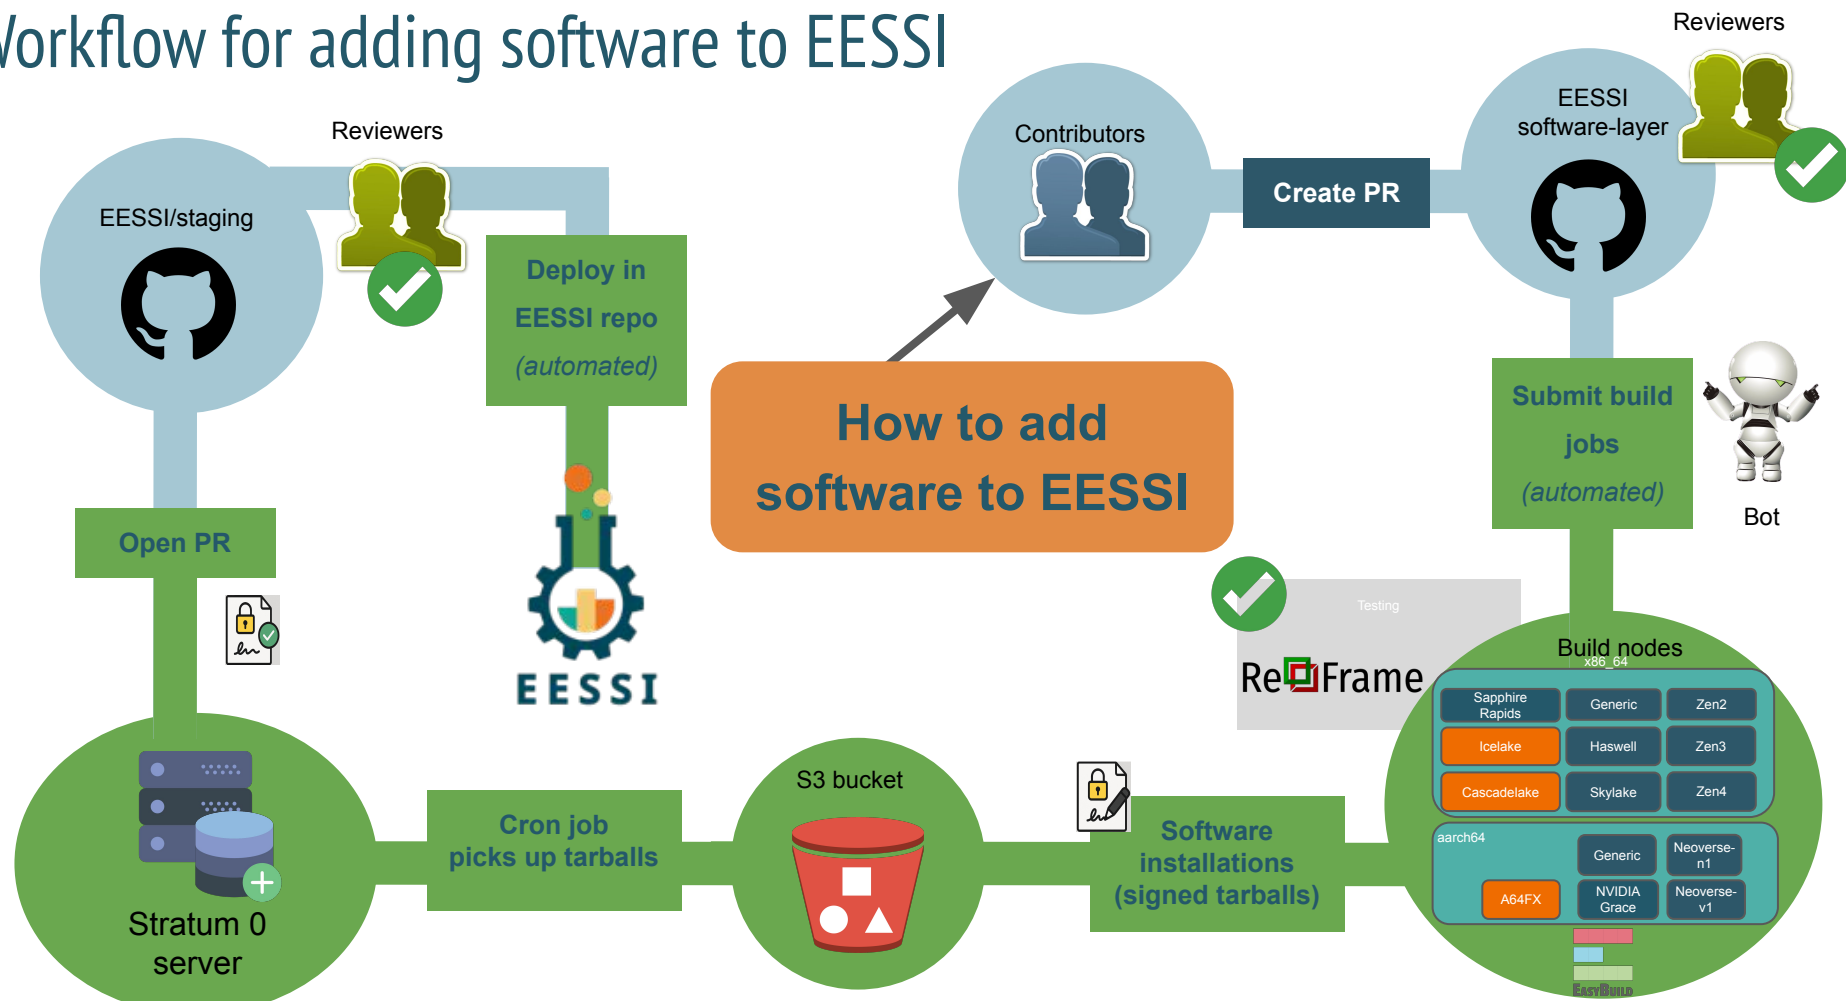 Workflow for adding software to EESSI
Reviewers
Contributors
EESSI
software-layer
Reviewers
Create PR
EESSI/staging
Deploy in
EESSI repo
(automated)
How to add
software to EESSI
Submit build
jobs
(automated)
Bot
Open PR
EESSI
Testing
ReFrame
Build nodes
x86_64
Sapphire
Rapids
Generic
Zen2
Icelake
Haswell
Zen3
Cascadelake
Skylake
Zen4
aarch64
Generic
Neoverse-
n1
A64FX
NVIDIA
Grace
Neoverse-
v1
EasyBuild
Software
installations
(signed tarballs)
S3 bucket
Cron job
picks up tarballs
Stratum 0
server